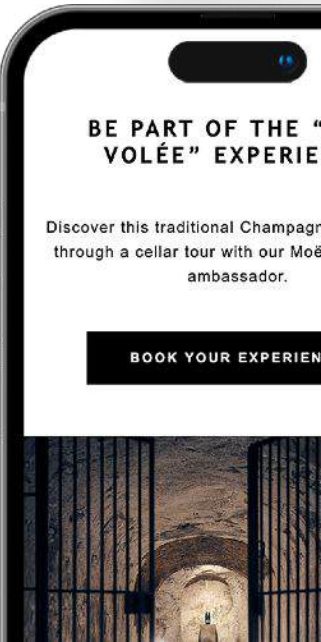 BE PART OF THE “
VOLÉE” EXPERIE
Discover this traditional Champagn
through a cellar tour with our Moë
ambassador.
BOOK YOUR EXPERIEN